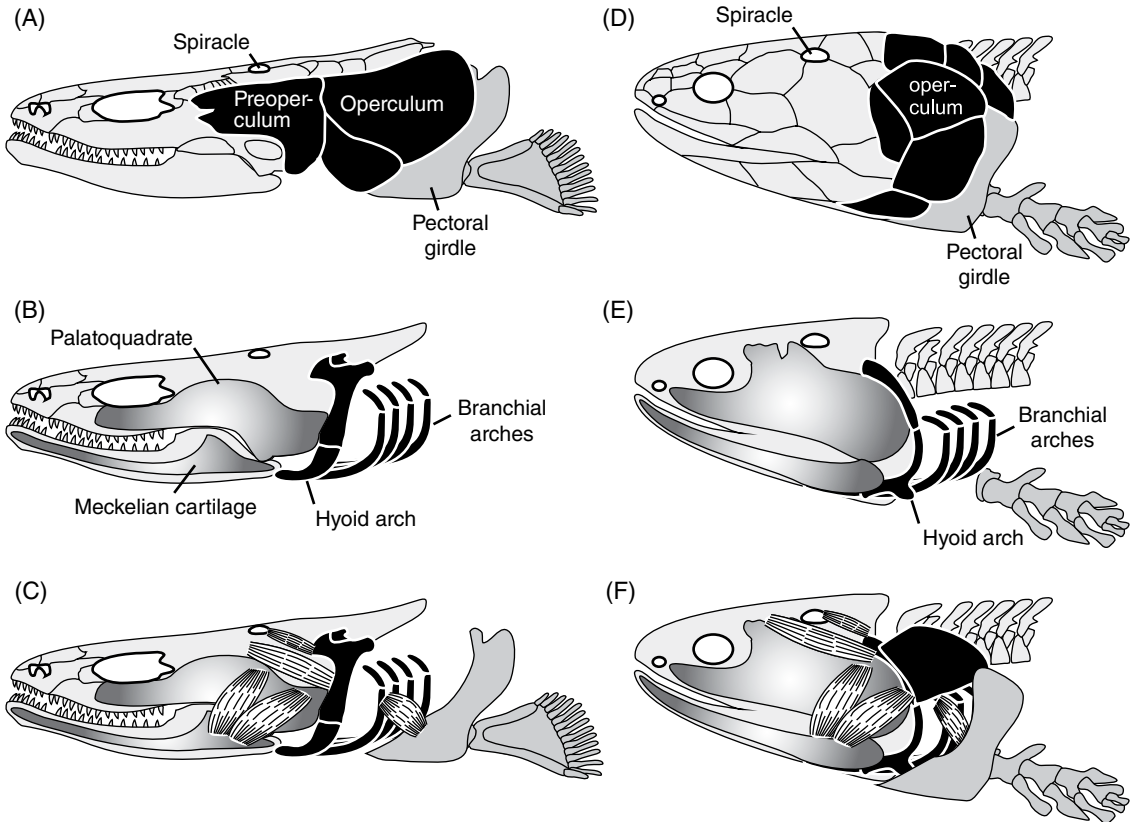 (A)
Spiracle
Preoper-
culum
Operculum
Pectoral
girdle
(B)
Palatoquadrate
Branchial
arches
Meckelian cartilage
Hyoid arch
(C)
(D)
Spiracle
oper-
culum
Pectoral
girdle
(E)
Branchial
arches
Hyoid arch
(F)